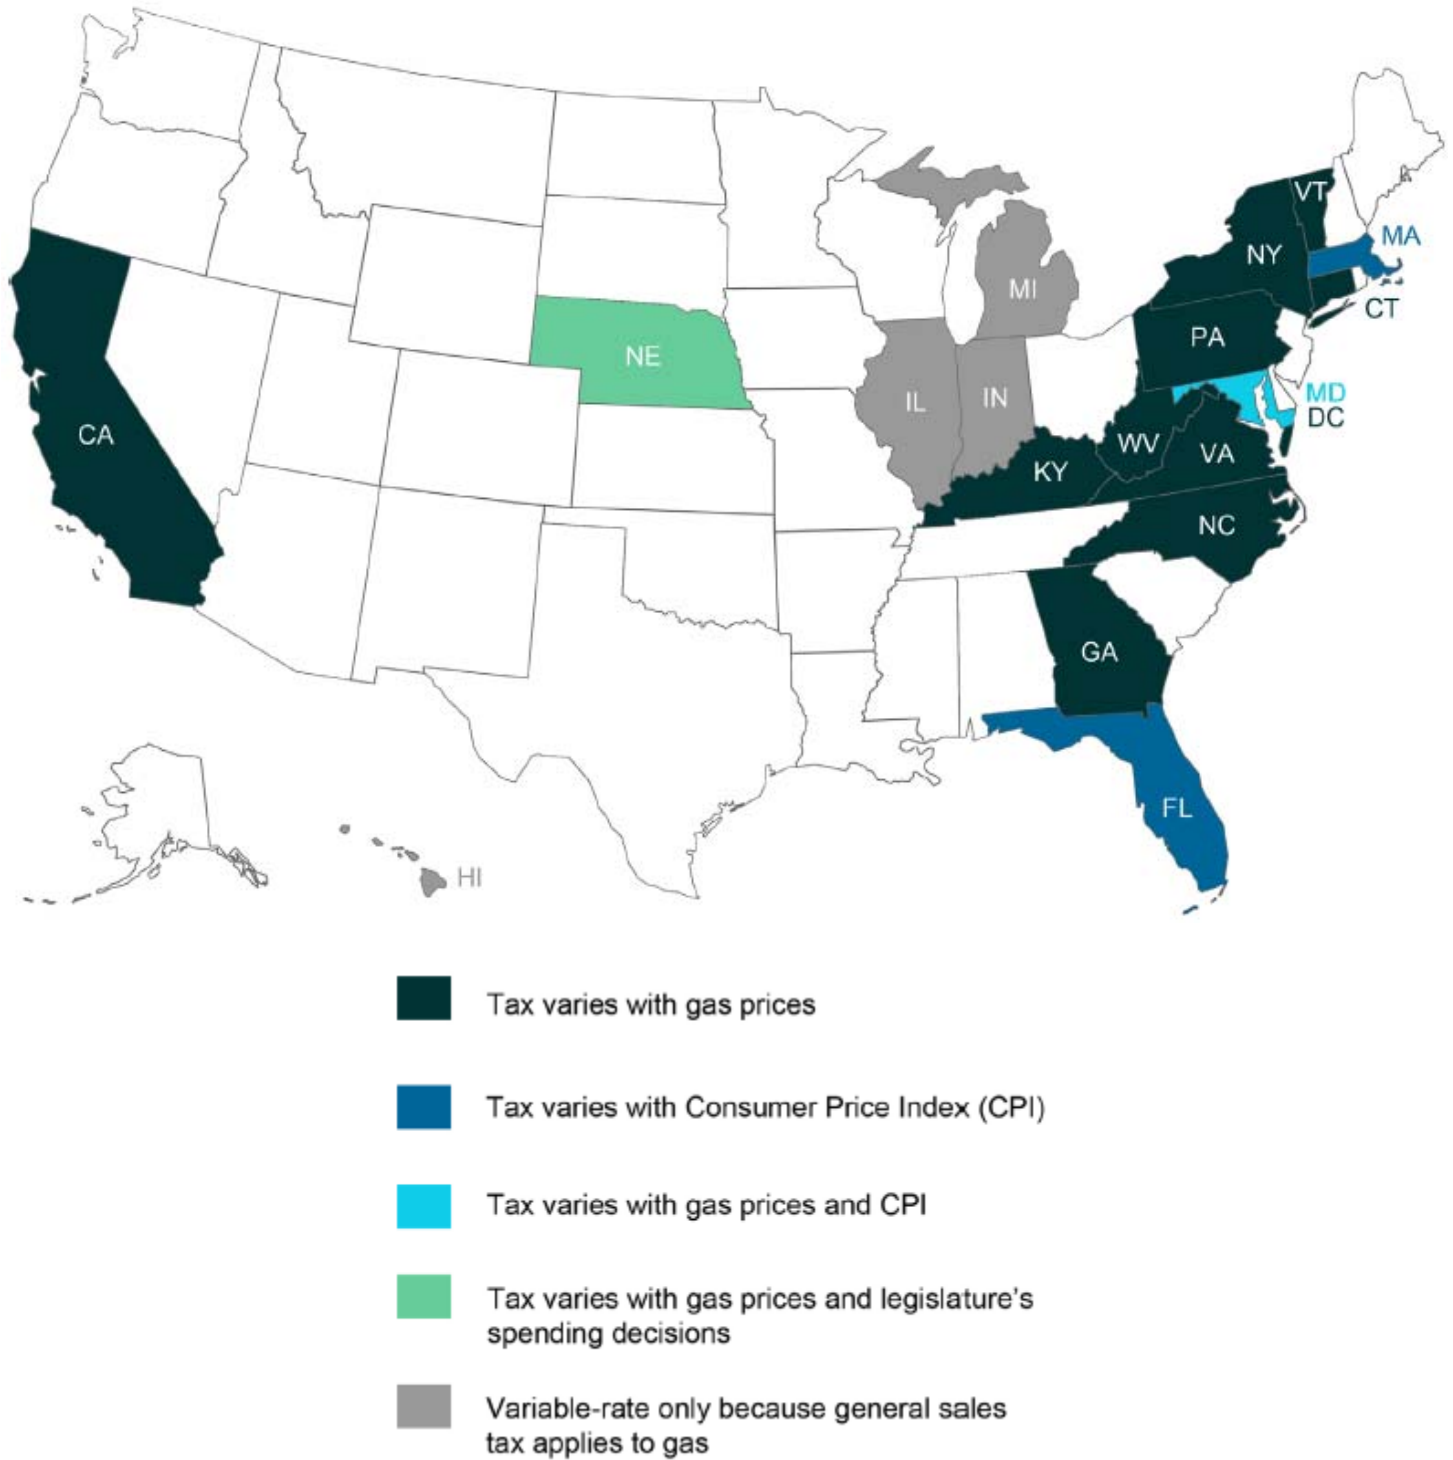 VT
MA
NY
MI
CT
PA
NE
MD
IL
IN
DC
CA
WV
VA
KY
NC
GA
FL
HI
Tax varies with gas prices
Tax varies with Consumer Price Index (CPI)
Tax varies with gas prices and CPI
Tax varies with gas prices and legislature's
spending decisions
Variable-rate only because general sales
tax applies to gas